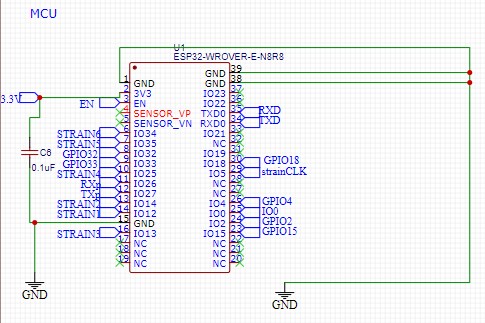 MCU
U1
ESP32-WROVER-E-N8R8
1 GND GND 39
GND 38
3.3V 2 3V3 IO23 37
EN 3 EN IO22 36
4 SENSOR_VP TXD0 35 RXD
5 SENSOR_VN RXD0 34 TXD
6 IO34 IO21 33
STRAIN5 7 IO35 NC 32
GPIO32 8 IO32 IO19 31
GPIO33 9 IO33 IO18 30 GPIO18
STRAIN4 10 IO25 IO5 29 strainCLK
RXp 11 IO26 NC 28
TXp 12 IO27 NC 27
STRAIN2 13 IO14 IO4 26 GPIO4
STRAIN1 14 IO12 IO0 25 IO0
15 GND IO2 24 GPIO2
16 IO13 IO15 23 GPIO15
17 NC NC 22
18 NC NC 21
19 NC NC 20
C6
0.1uF
GND
GND